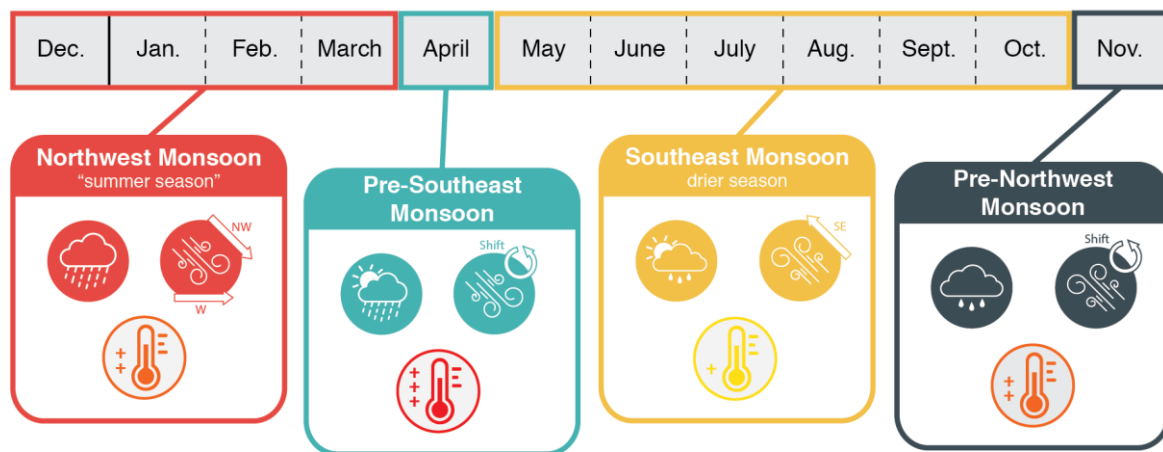 Dec. Jan. Feb. March April May June July Aug. Sept. Oct. Nov.
Northwest Monsoon
“summer season”
NW
W
+
+ +
Pre-Southeast
Monsoon
Shift
+
+
+
Southeast Monsoon
drier season
SE
+
Pre-Northwest
Monsoon
Shift
+
+ +